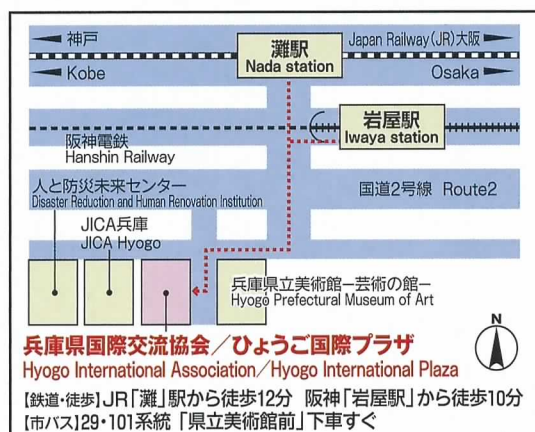 神戸
Kobe
灘駅
Nada station
Japan Railway(JR)大阪
Osaka
岩屋駅
Iwaya station
阪神電鉄
Hanshin Railway
人と防災未来センター
Disaster Reduction and Human Renovation Institution
国道2号線 Route2
JICA兵庫
JICA Hyogo
兵庫県立美術館−芸術の館−
Hyogo Prefectural Museum of Art
N
兵庫県国際交流協会／ひょうご国際プラザ
Hyogo International Association／Hyogo International Plaza
【鉄道・徒歩】JR「灘」駅から徒歩12分 阪神「岩屋駅」から徒歩10分
【市バス】29・101系統 「県立美術館前」下車すぐ